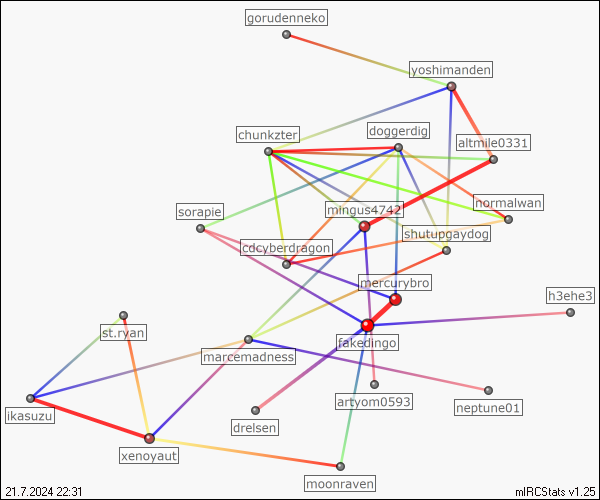 gorudenneko
yoshimanden
chunkzter
doggerdig
altmile0331
sorapie
mingus4742
normalwan
cdcyberdragon
shutupgaydog
mercurybro
h3ehe3
st.ryan
fakedingo
marcemadness
ikasuzu
artyom0593
neptune01
drelsen
xenoyaut
moonraven
21.7.2024 22:31
mIRCStats v1.25